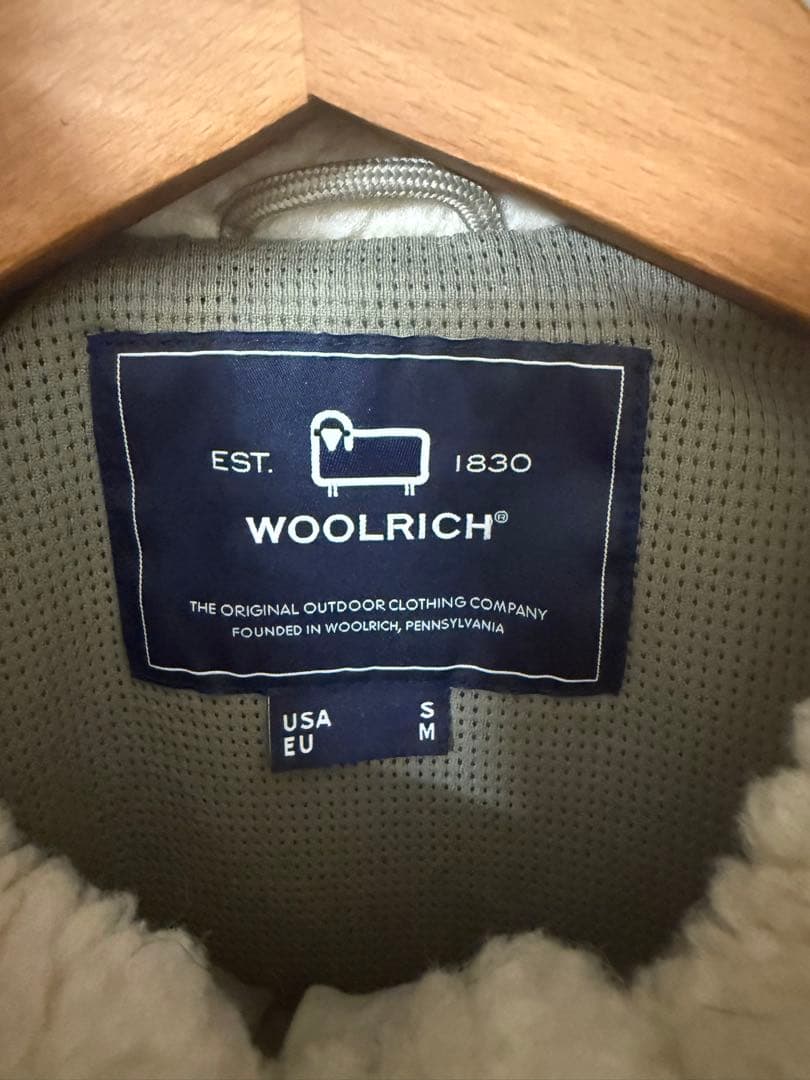 EST. 1830
WOOLRICH®
THE ORIGINAL OUTDOOR CLOTHING COMPANY
FOUNDED IN WOOLRICH, PENNSYLVANIA
USA S
EU M